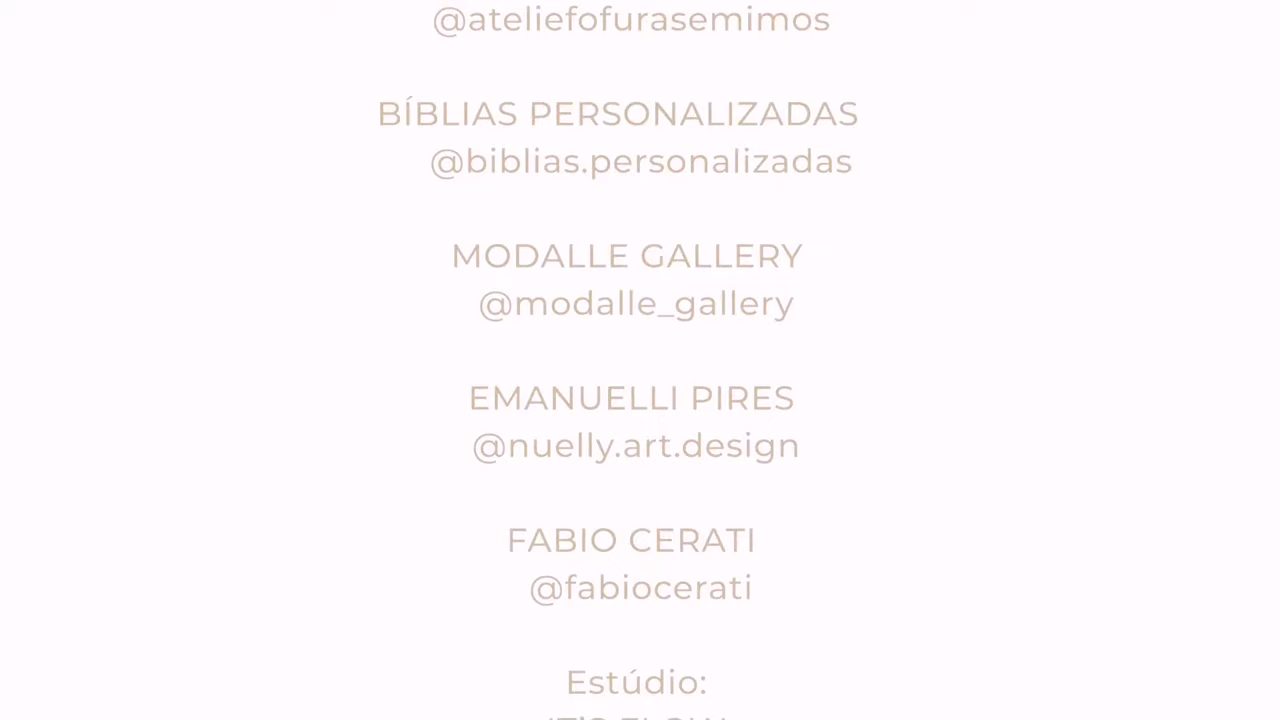 @ateliefofurasemimos
BÍBLIAS PERSONALIZADAS
@biblias.personalizadas
MODALLE GALLERY
@modalle_gallery
EMANUELLI PIRES
@nuelly.art.design
FABIO CERATI
@fabiocerati
Estúdio: